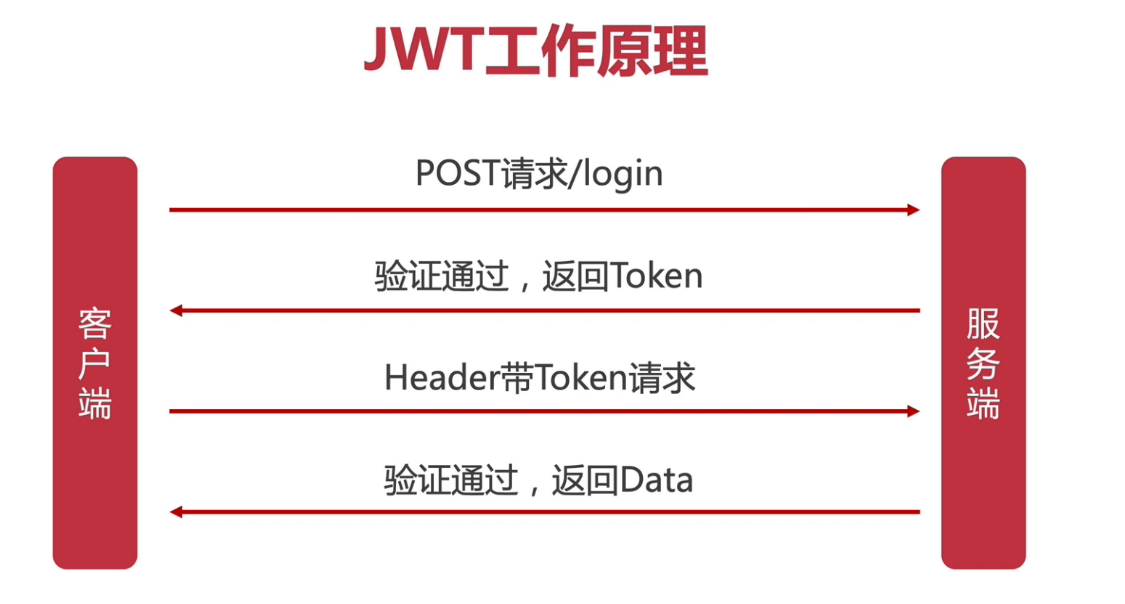 JWT工作原理
POST请求/login
验证通过，返回Token
Header带Token请求
验证通过，返回Data
客户端
服务端